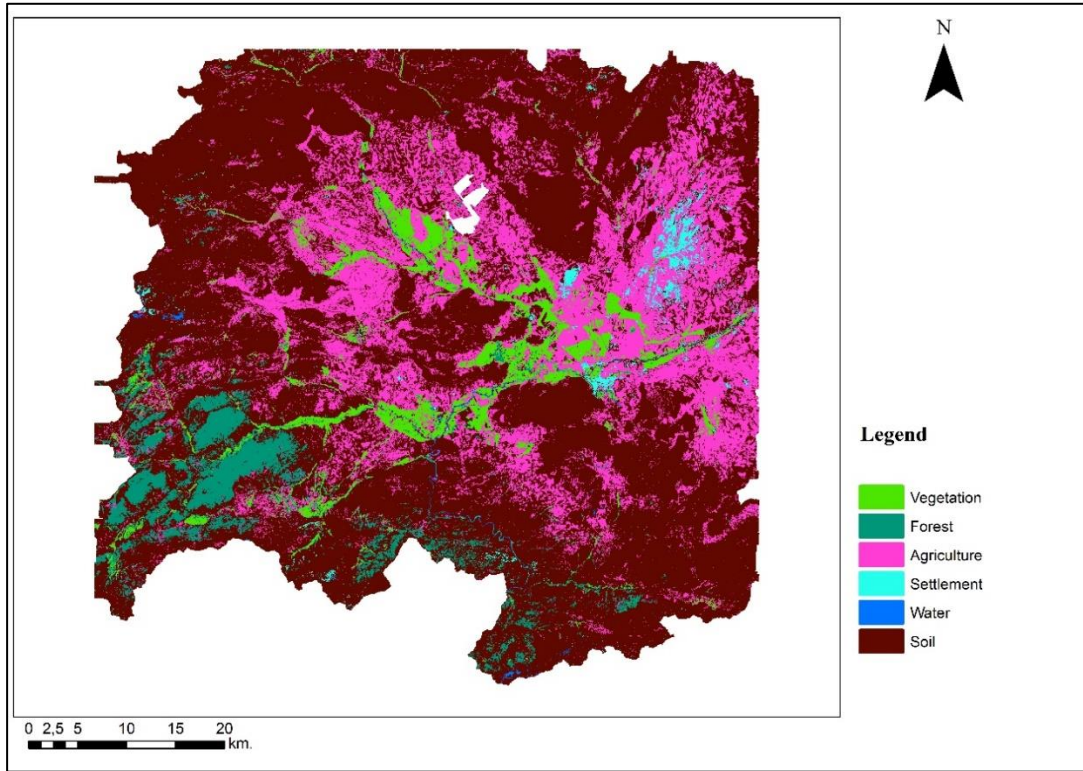 N
Legend
Vegetation
Forest
Agriculture
Settlement
Water
Soil
0 2,5 5 10 15 20
km.